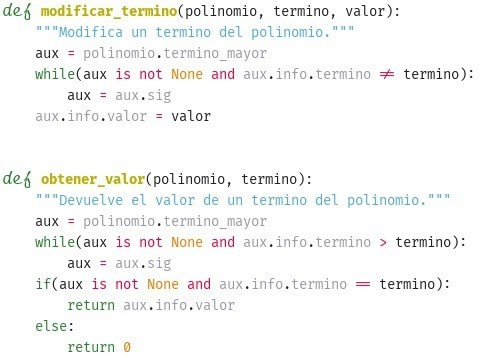 def modificar_termino(polinomio, termino, valor):
    """Modifica un termino del polinomio."""
    aux = polinomio.termino_mayor
    while(aux is not None and aux.info.termino != termino):
        aux = aux.sig
    aux.info.valor = valor

def obtener_valor(polinomio, termino):
    """Devuelve el valor de un termino del polinomio."""
    aux = polinomio.termino_mayor
    while(aux is not None and aux.info.termino > termino):
        aux = aux.sig
    if(aux is not None and aux.info.termino == termino):
        return aux.info.valor
    else:
        return 0